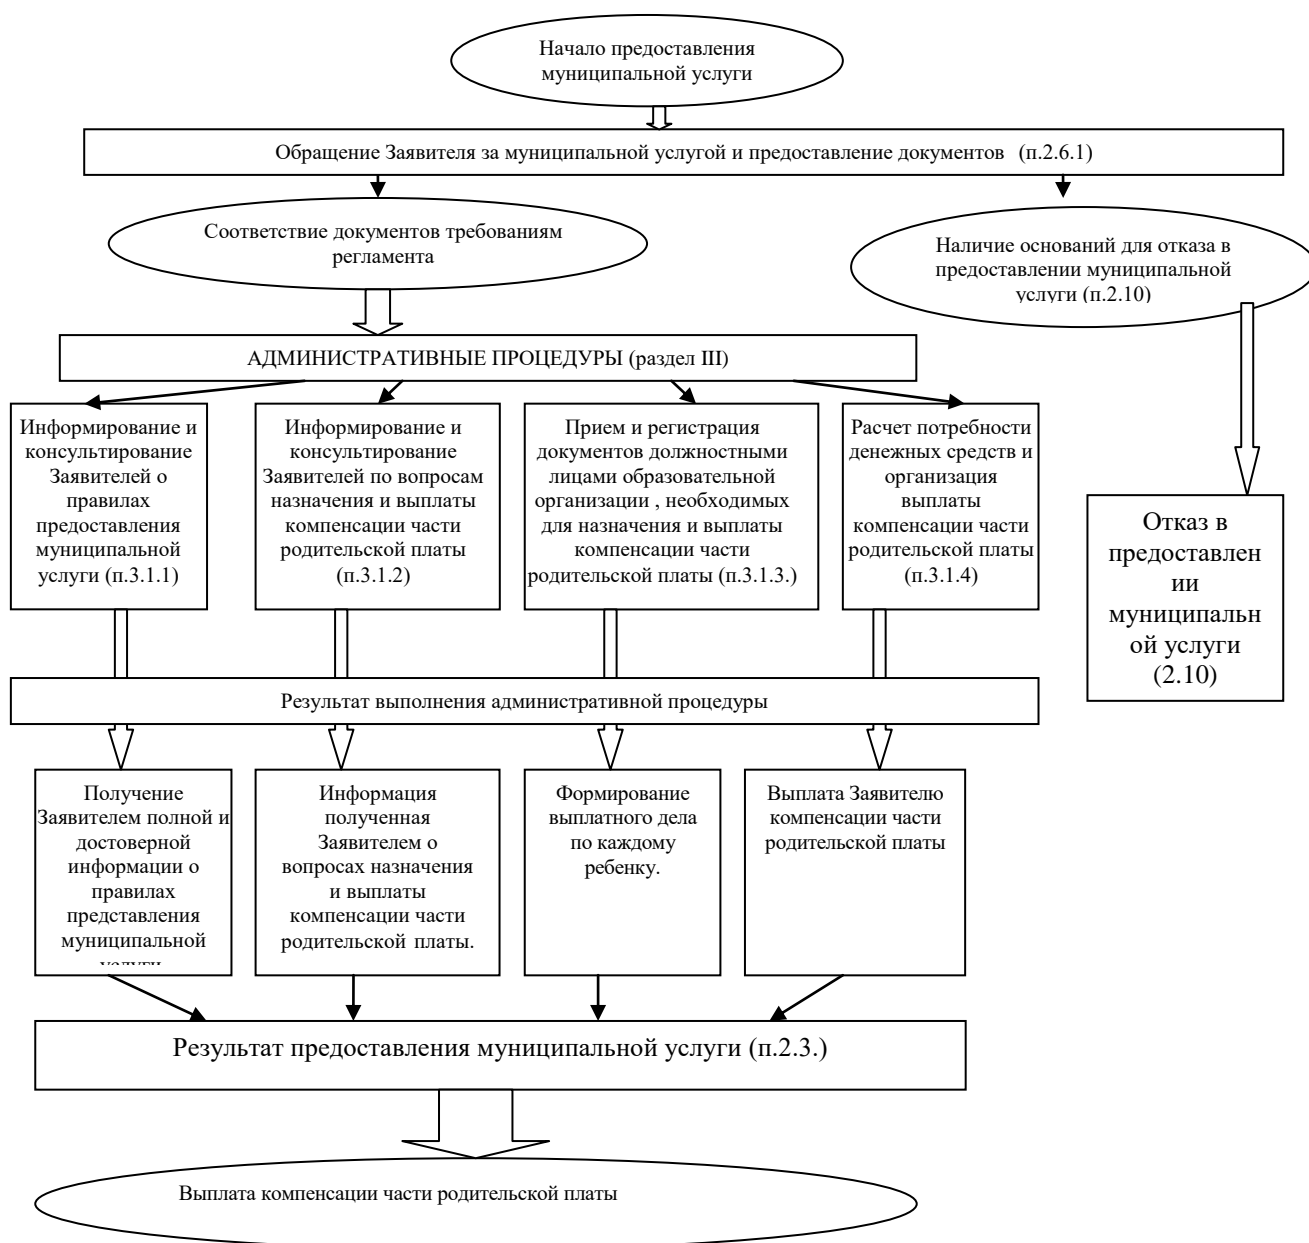 Начало предоставления
муниципальной услуги
Обращение Заявителя за муниципальной услугой и предоставление документов (п.2.6.1)
Соответствие документов требованиям
регламента
Наличие оснований для отказа в
предоставлении муниципальной
услуги (п.2.10)
АДМИНИСТРАТИВНЫЕ ПРОЦЕДУРЫ (раздел III)
Информирование и
консультирование
Заявителей о
правилах
предоставления
муниципальной
услуги (п.3.1.1)
Информирование и
консультирование
Заявителей по вопросам
назначения и выплаты
компенсации части
родительской платы
(п.3.1.2)
Прием и регистрация
документов должностными
лицами образовательной
организации , необходимых
для назначения и выплаты
компенсации части
родительской платы (п.3.1.3.)
Расчет потребности
денежных средств и
организация
выплаты
компенсации части
родительской платы
(п.3.1.4)
Отказ в
предоставлен
ии
муниципальн
ой услуги
(2.10)
Результат выполнения административной процедуры
Получение
Заявителем полной и
достоверной
информации о
правилах
представления
муниципальной
услуги
Информация
полученная
Заявителем о
вопросах назначения
и выплаты
компенсации части
родительской платы.
Формирование
выплатного дела
по каждому
ребенку.
Выплата Заявителю
компенсации части
родительской платы
Результат предоставления муниципальной услуги (п.2.3.)
Выплата компенсации части родительской платы